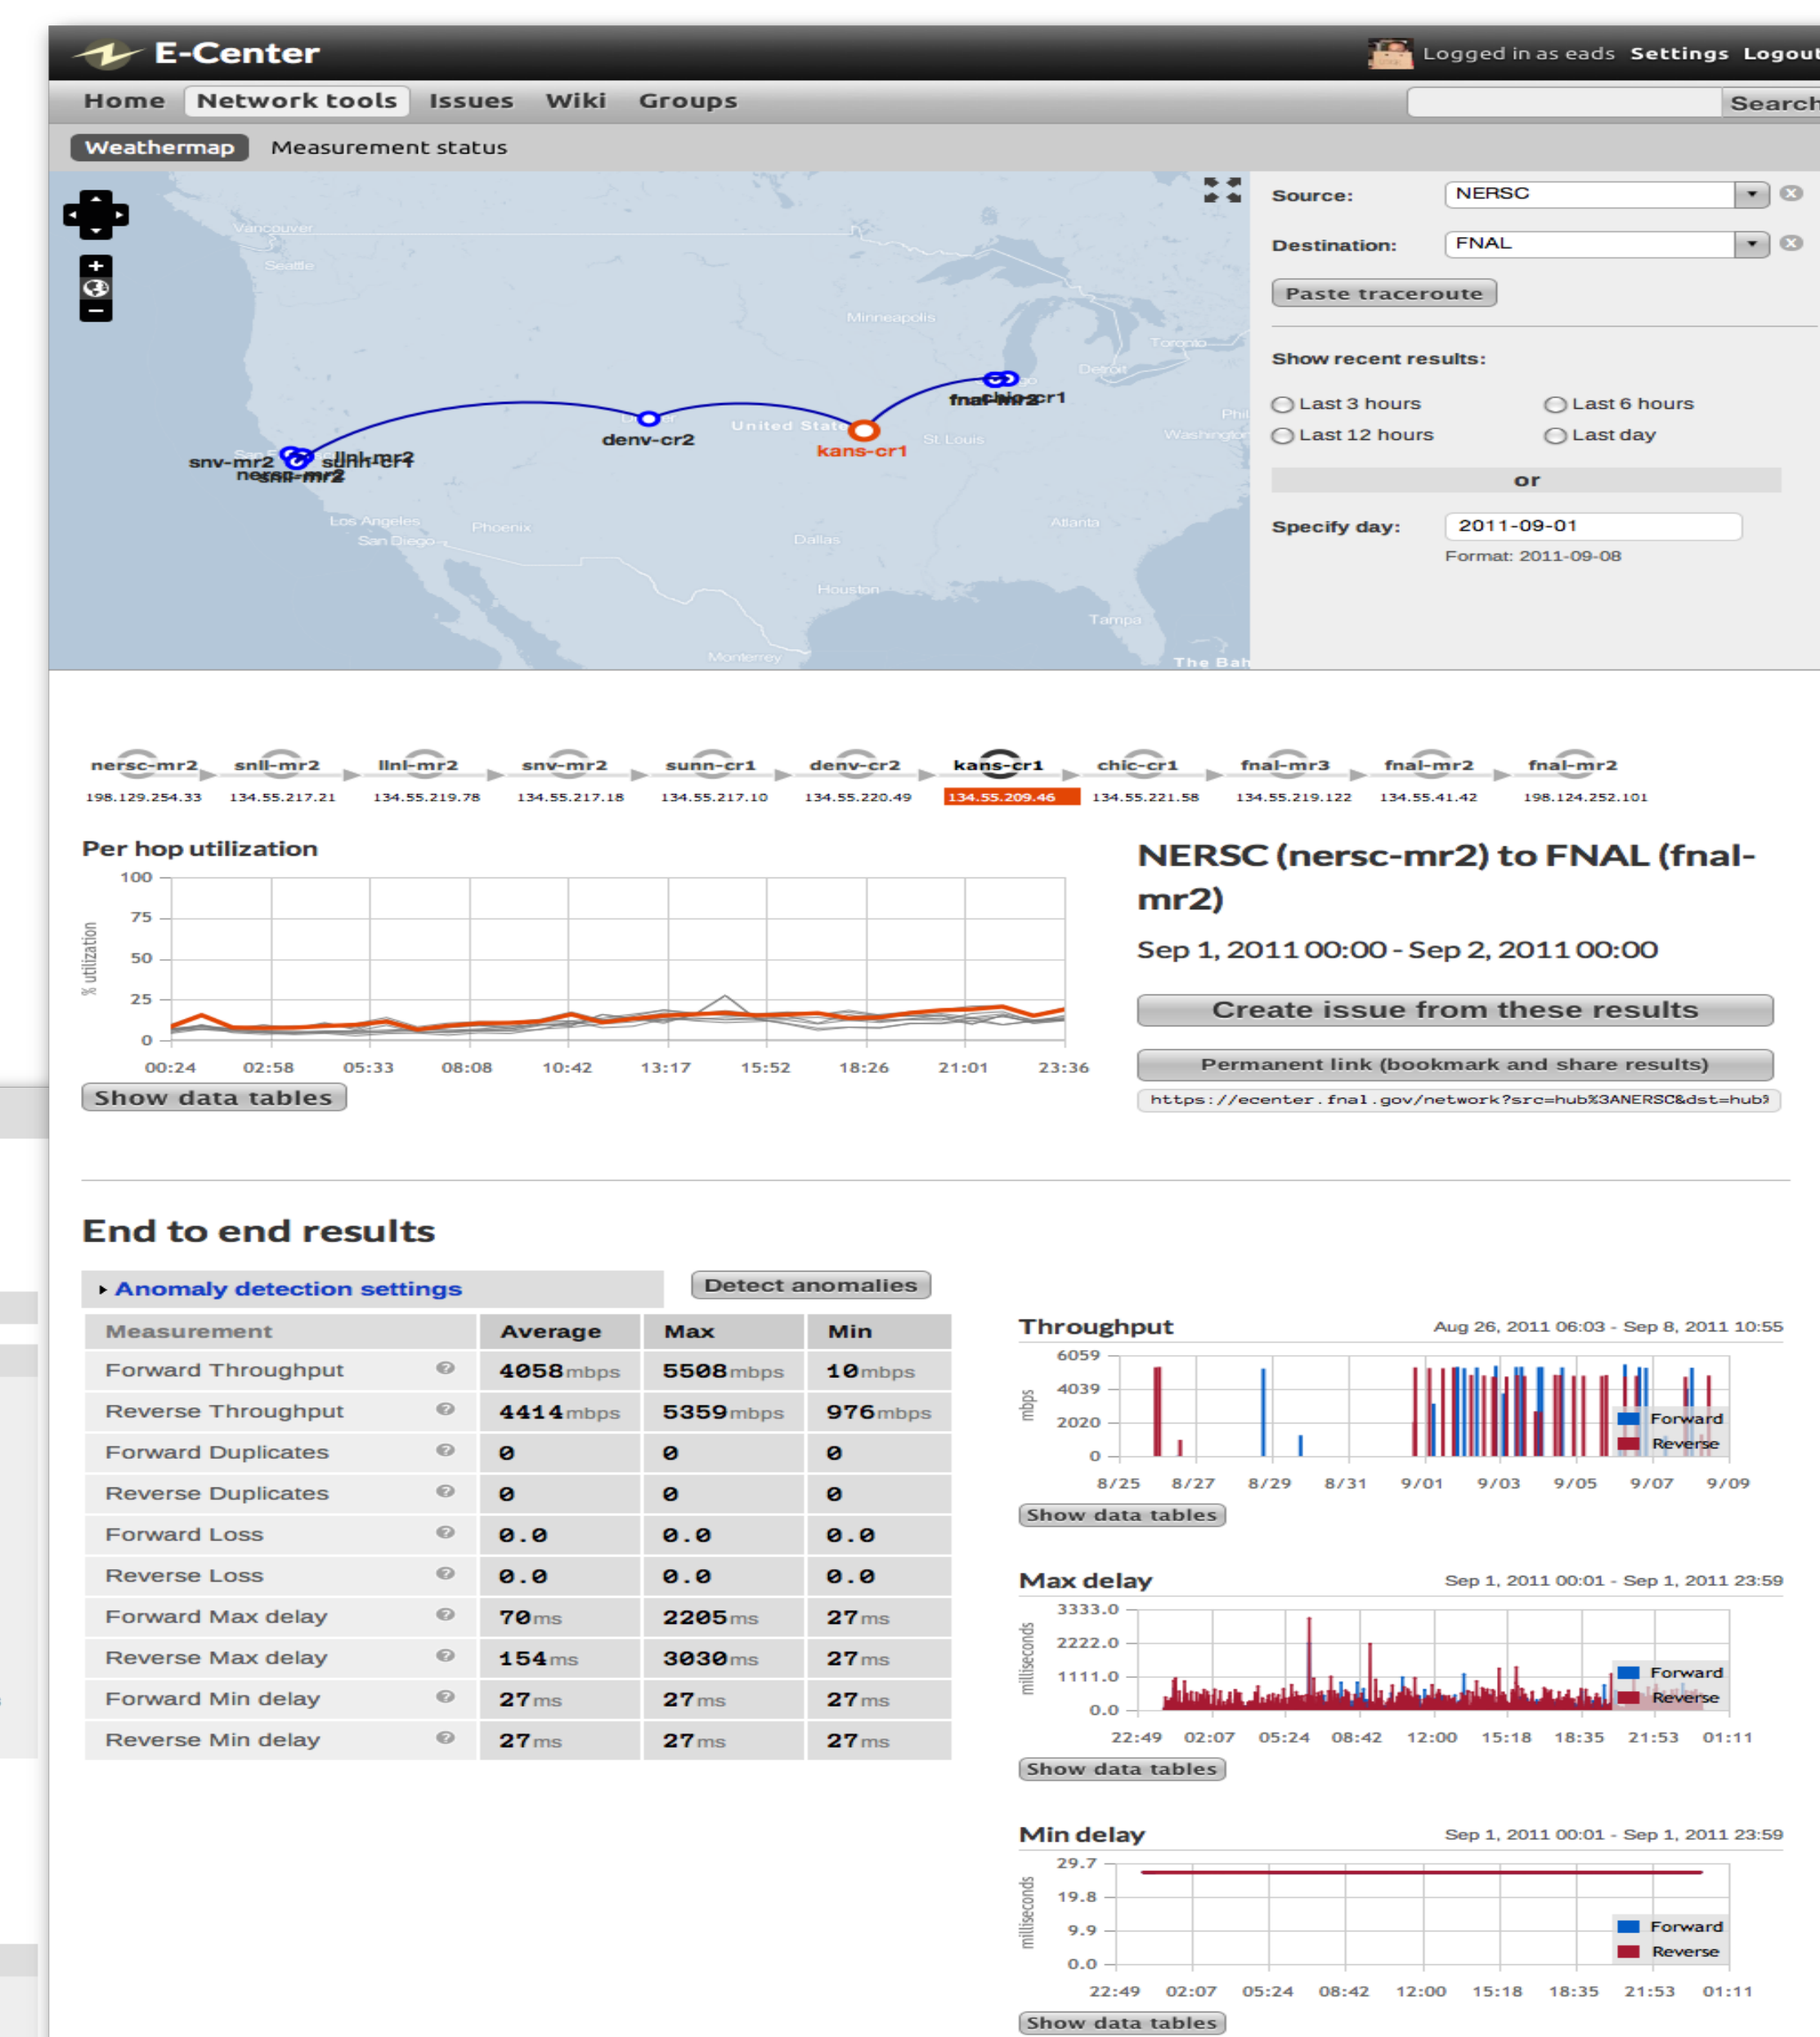 E-Center
Logged in as eads Settings Logout
Home Network tools Issues Wiki Groups
Search
Weathermap Measurement status
Vancouver
Seattle
Minneapolis
Toronto
Detroit
United State
St Louis
Washington
Los Angeles
San Diego
Phoenix
Atlanta
Dallas
Houston
Tampa
Monterrey
The Bah
snv-mr2
llnl-mr2
sunn-cr1
nersc-mr2
snll-mr2
denv-cr2
kans-cr1
fnal-mr2
chic-cr1
Source: NERSC
Destination: FNAL
Paste traceroute
Show recent results:
Last 3 hours Last 6 hours
Last 12 hours Last day
or
Specify day: 2011-09-01
Format: 2011-09-08
nersc-mr2 snll-mr2 llnl-mr2 snv-mr2 sunn-cr1 denv-cr2 kans-cr1 chic-cr1 fnal-mr3 fnal-mr2 fnal-mr2
198.129.254.33 134.55.217.21 134.55.219.78 134.55.217.18 134.55.217.10 134.55.220.49 134.55.209.46 134.55.221.58 134.55.219.122 134.55.41.42 198.124.252.101
Per hop utilization
% utilization
100
75
50
25
0
00:24 02:58 05:33 08:08 10:42 13:17 15:52 18:26 21:01 23:36
Show data tables
NERSC (nersc-mr2) to FNAL (fnal-
mr2)
Sep 1, 2011 00:00 - Sep 2, 2011 00:00
Create issue from these results
Permanent link (bookmark and share results)
https://ecenter.fnal.gov/network?src=hub%3ANERSC&dst=hub%
End to end results
Anomaly detection settings
Detect anomalies
Measurement Average Max Min
Forward Throughput 4058mbps 5508mbps 10mbps
Reverse Throughput 4414mbps 5359mbps 976mbps
Forward Duplicates 0 0 0
Reverse Duplicates 0 0 0
Forward Loss 0.0 0.0 0.0
Reverse Loss 0.0 0.0 0.0
Forward Max delay 70ms 2205ms 27ms
Reverse Max delay 154ms 3030ms 27ms
Forward Min delay 27ms 27ms 27ms
Reverse Min delay 27ms 27ms 27ms
Throughput Aug 26, 2011 06:03 - Sep 8, 2011 10:55
mbps
6059
4039
2020
0
Forward
Reverse
8/25 8/27 8/29 8/31 9/01 9/03 9/05 9/07 9/09
Show data tables
Max delay Sep 1, 2011 00:01 - Sep 1, 2011 23:59
milliseconds
3333.0
2222.0
1111.0
0.0
Forward
Reverse
22:49 02:07 05:24 08:42 12:00 15:18 18:35 21:53 01:11
Show data tables
Min delay Sep 1, 2011 00:01 - Sep 1, 2011 23:59
milliseconds
29.7
19.8
9.9
0.0
Forward
Reverse
22:49 02:07 05:24 08:42 12:00 15:18 18:35 21:53 01:11
Show data tables